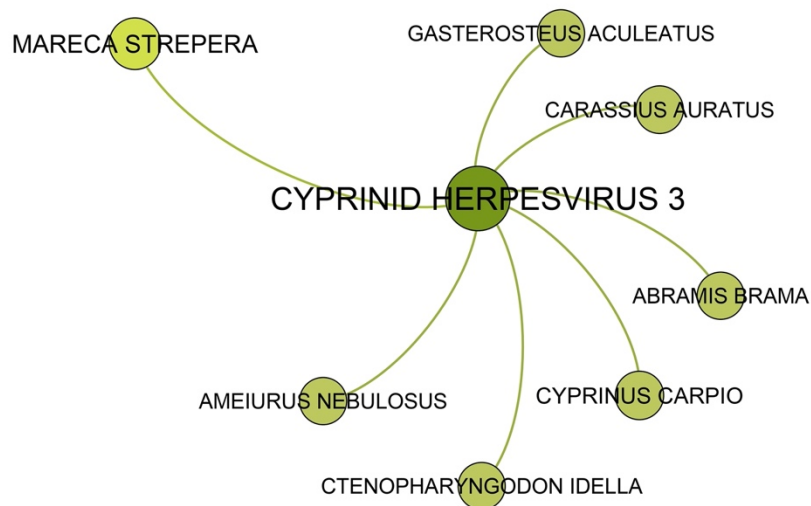 GASTEROSTEUS ACULEATUS
MARECA STREPERA
CARASSIUS AURATUS
CYPRINID HERPESVIRUS 3
ABRAMIS BRAMA
CYPRINUS CARPIO
AMEIURUS NEBULOSUS
CTENOPHARYNGODON IDELLA